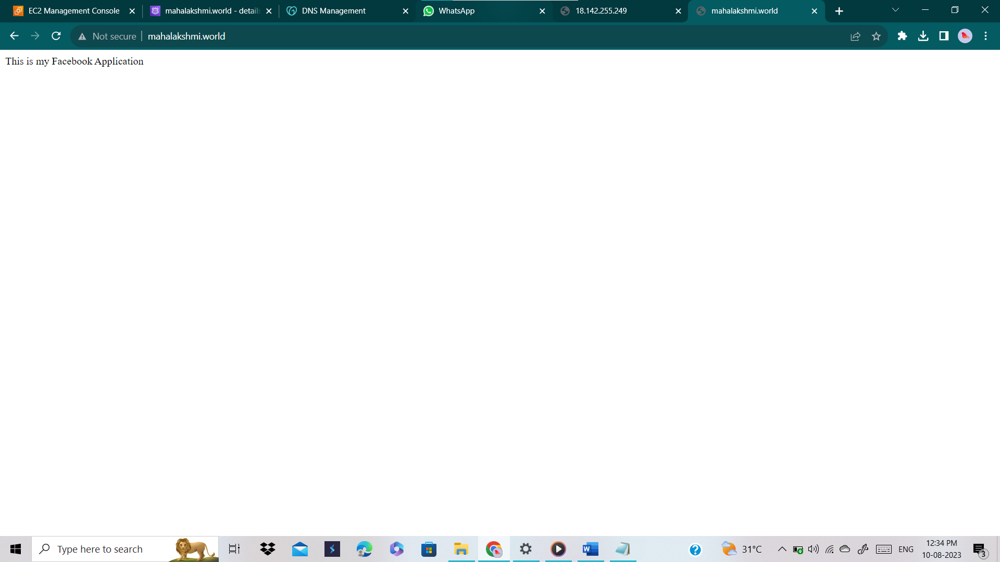 EC2 Management Console
mahalakshmi.world - details
DNS Management
WhatsApp
18.142.255.249
mahalakshmi.world
Not secure
mahalakshmi.world
This is my Facebook Application
Type here to search
31°C
ENG
12:34 PM
10-08-2023
3